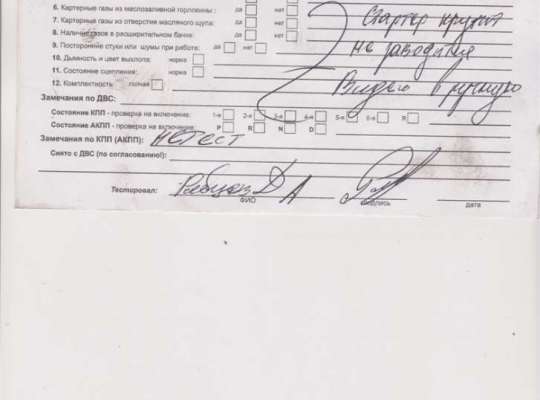 6. Картерные газы из маслозаливной горловины: да нет
7. Картерные газы из отверстия масляного щупа: да нет
8. Наличие газов в расширительном бачке: да нет
9. Посторонние стуки или шумы при работе: да нет
10. Дымность и цвет выхлопа: норма
11. Состояние сцепления: норма
12. Комплектность: полная
Стартер крутит
не заводится
Видно вручную
Замечания по ДВС:
Состояние КПП - проверка на включение: 1-я 2-я 3-я 4-я 5-я 6-я R
Состояние АКПП - проверка на включение: P R N D
Замечания по КПП (АКПП): НЕ ТЕСТ
Снято с ДВС (по согласованию!):
Тестировал: Д А
ФИО подпись дата